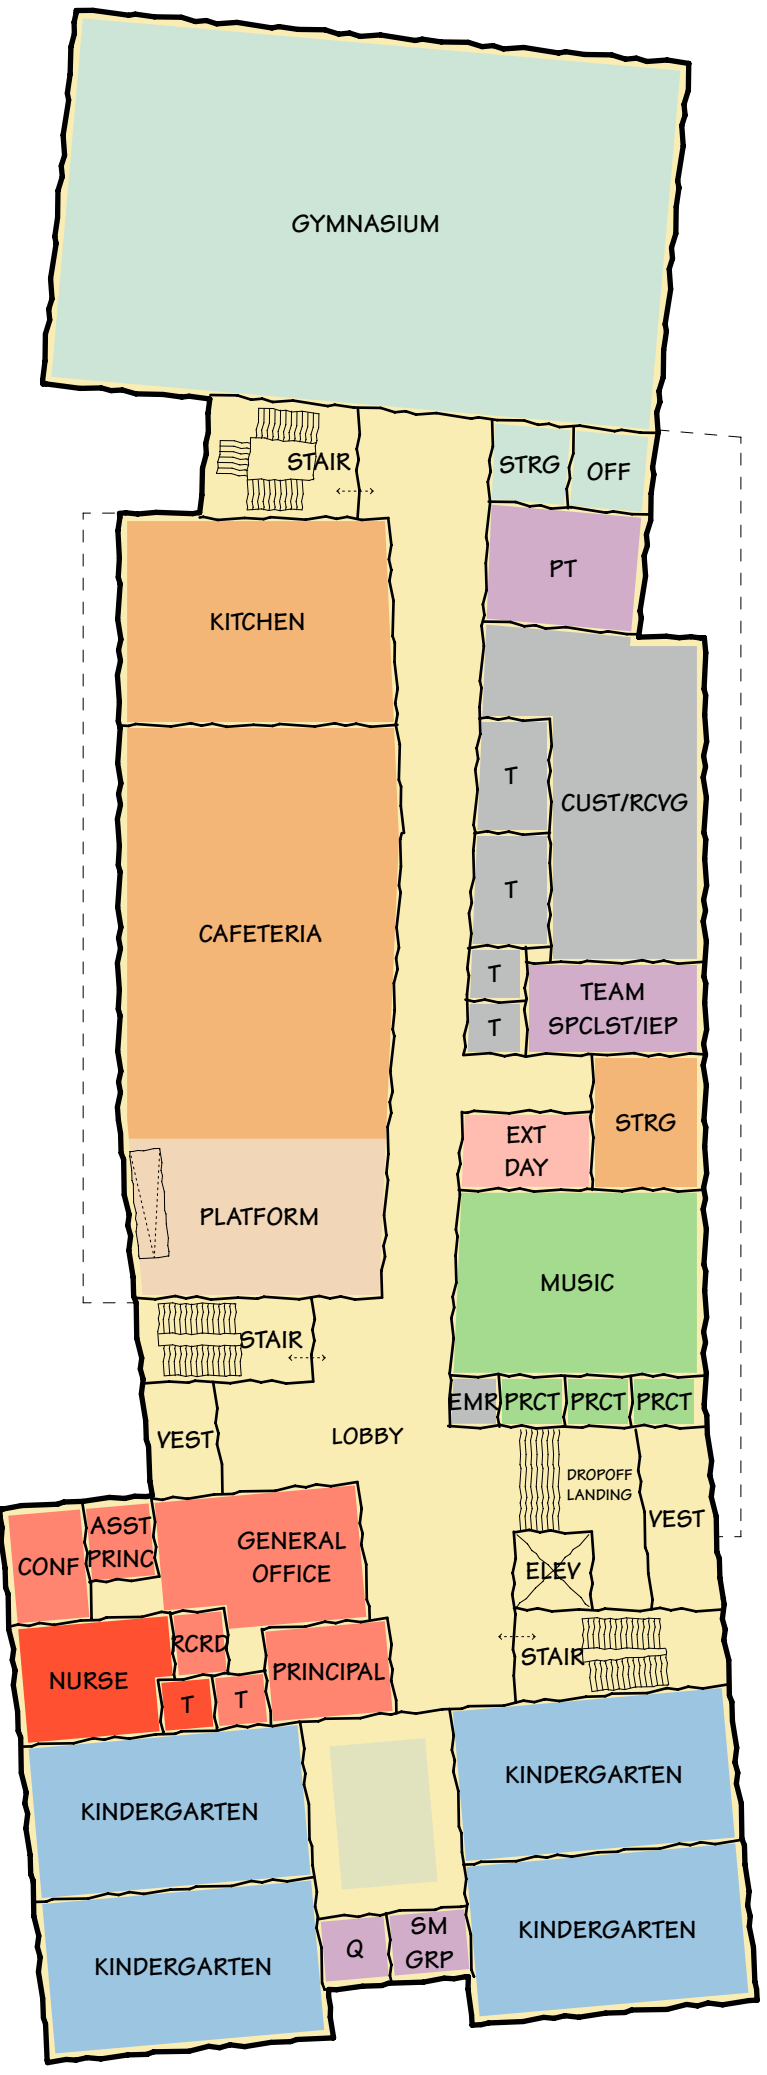 GYMNASIUM
STAIR
STRG
OFF
PT
KITCHEN
T
CUST/RCVG
T
CAFETERIA
T
TEAM
SPCLST/IEP
T
STRG
EXT
DAY
PLATFORM
MUSIC
STAIR
EMR
PRCT
PRCT
PRCT
VEST
LOBBY
DROPOFF
LANDING
VEST
ASST
PRINC
CONF
GENERAL
OFFICE
ELEV
RCRD
STAIR
NURSE
PRINCIPAL
T
T
KINDERGARTEN
KINDERGARTEN
Q
SM
GRP
KINDERGARTEN
KINDERGARTEN